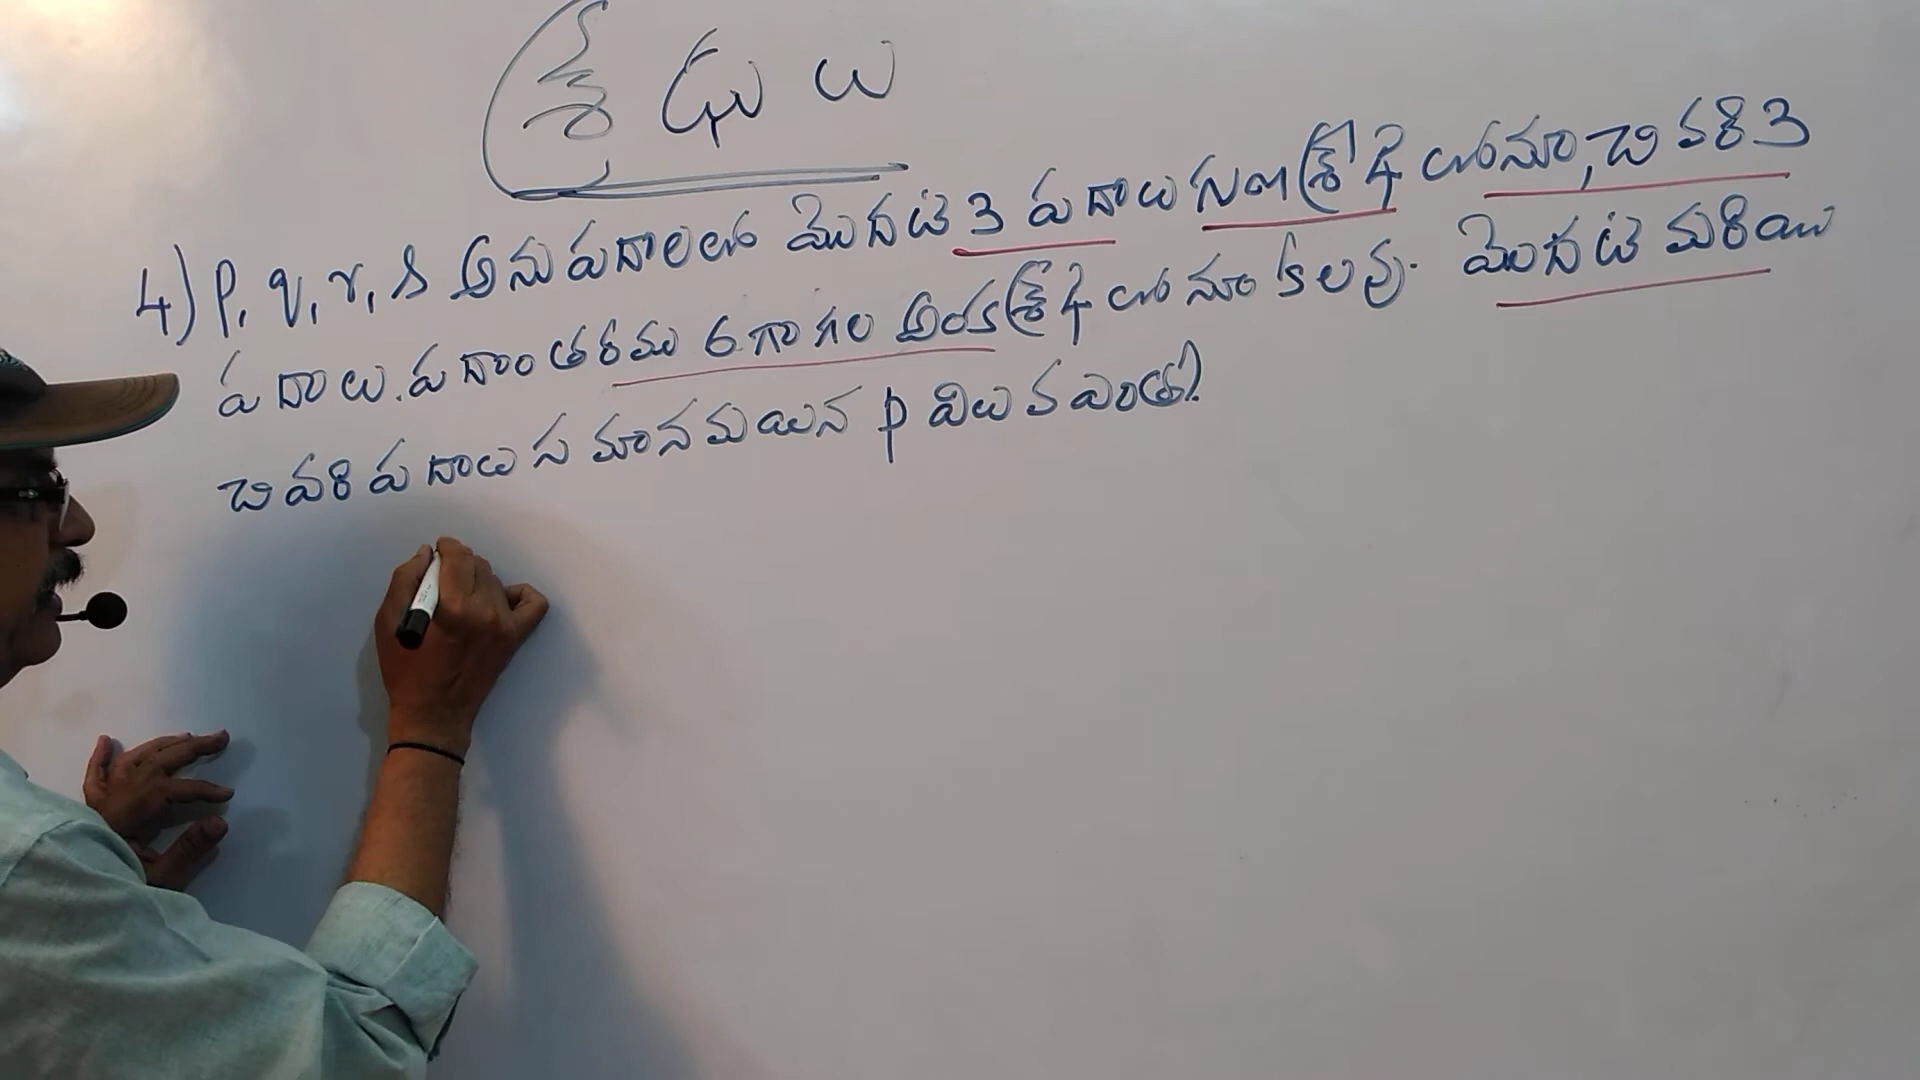 శ్రేఢులు
4) p, q, r, s అను పదాలలో మొదటి 3 పదాలు గుణశ్రేఢి లోనూ, చివరి 3
పదాలు. పదాంతరము 6 గా గల అంకశ్రేఢి లోనూ కలవు. మొదటి మరియు
చివరి పదాలు సమానమయిన p విలువ ఎంత?